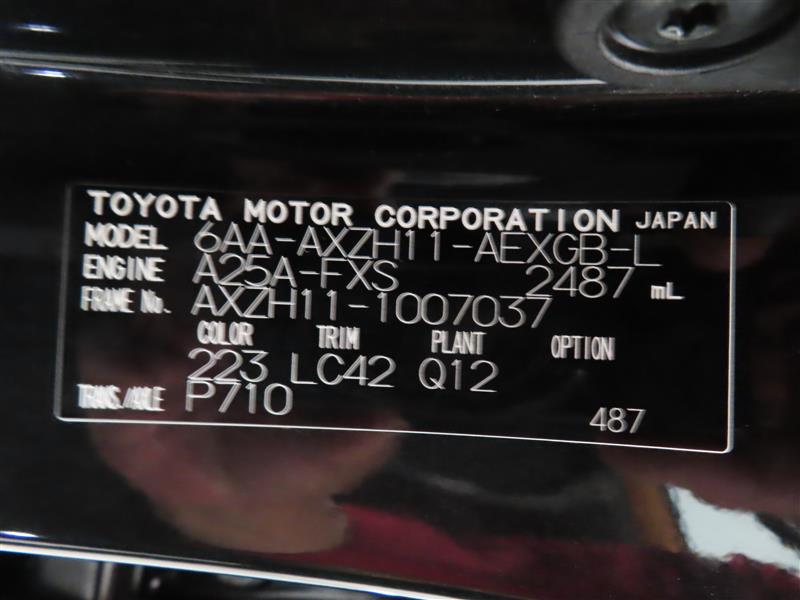 TOYOTA MOTOR CORPORATION JAPAN
MODEL 6AA-AXZH11-AEXGB-L
ENGINE A25A-FXS 2487 mL
FRAME No. AXZH11-1007037
COLOR TRIM PLANT OPTION
223 LC42 Q12
TRANS./AXLE P710
487